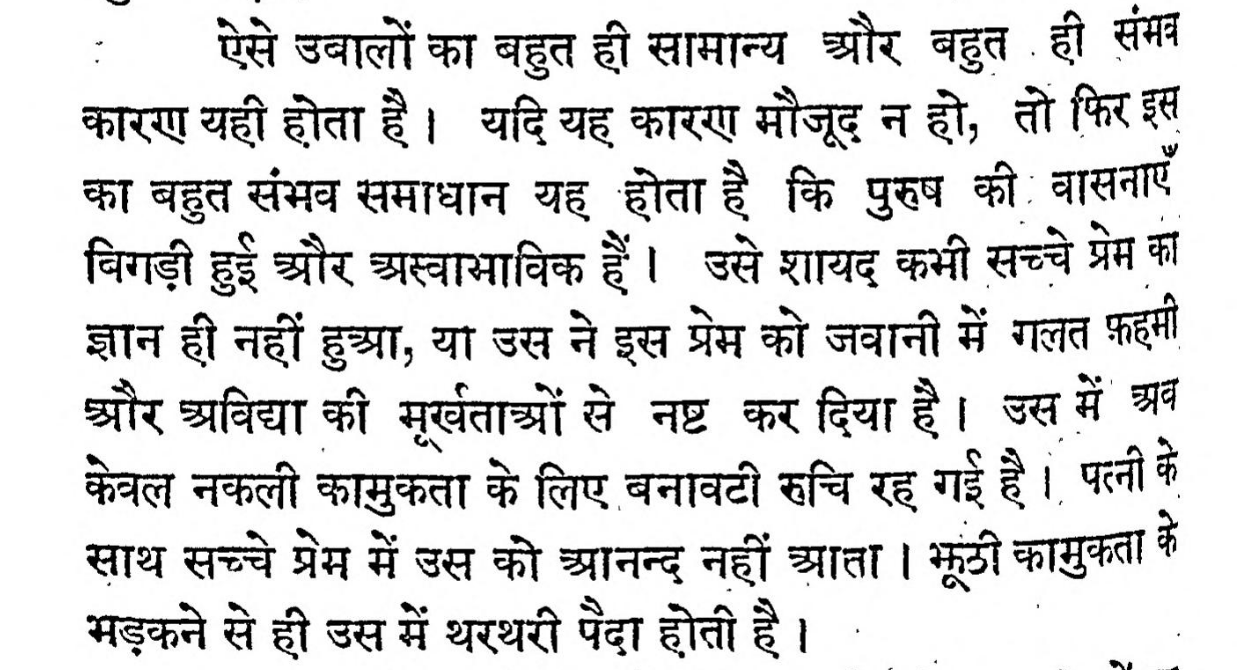 ऐसे उबालों का बहुत ही सामान्य और बहुत ही संभव
कारण यही होता है। यदि यह कारण मौजूद न हो, तो फिर इस
का बहुत संभव समाधान यह होता है कि पुरुष की वासनाएँ
बिगड़ी हुई और अस्वाभाविक हैं। उसे शायद कभी सच्चे प्रेम का
ज्ञान ही नहीं हुआ, या उस ने इस प्रेम को जवानी में गलत फ़हमी
और अविद्या की मूर्खताओं से नष्ट कर दिया है। उस में अब
केवल नकली कामुकता के लिए बनावटी रुचि रह गई है। पत्नी के
साथ सच्चे प्रेम में उस को आनन्द नहीं आता। झूठी कामुकता के
भड़कने से ही उस में थरथरी पैदा होती है।